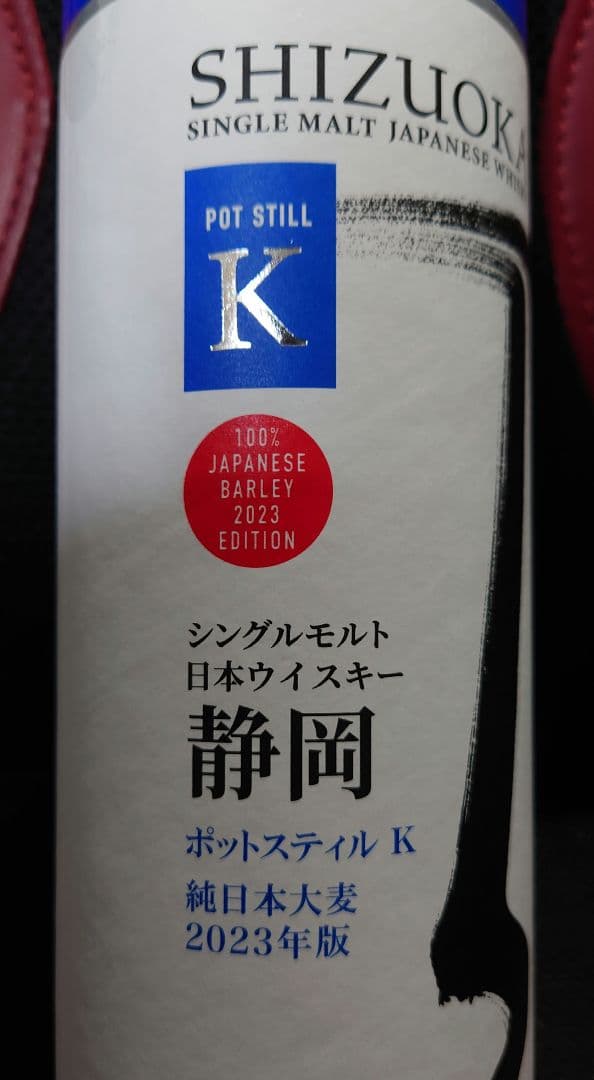 SHIZUOKA
SINGLE MALT JAPANESE
POT STILL
K
100%
JAPANESE
BARLEY
2023
EDITION
シングルモルト
日本ウイスキー
静岡
ポットスティル K
純日本大麦
2023年版